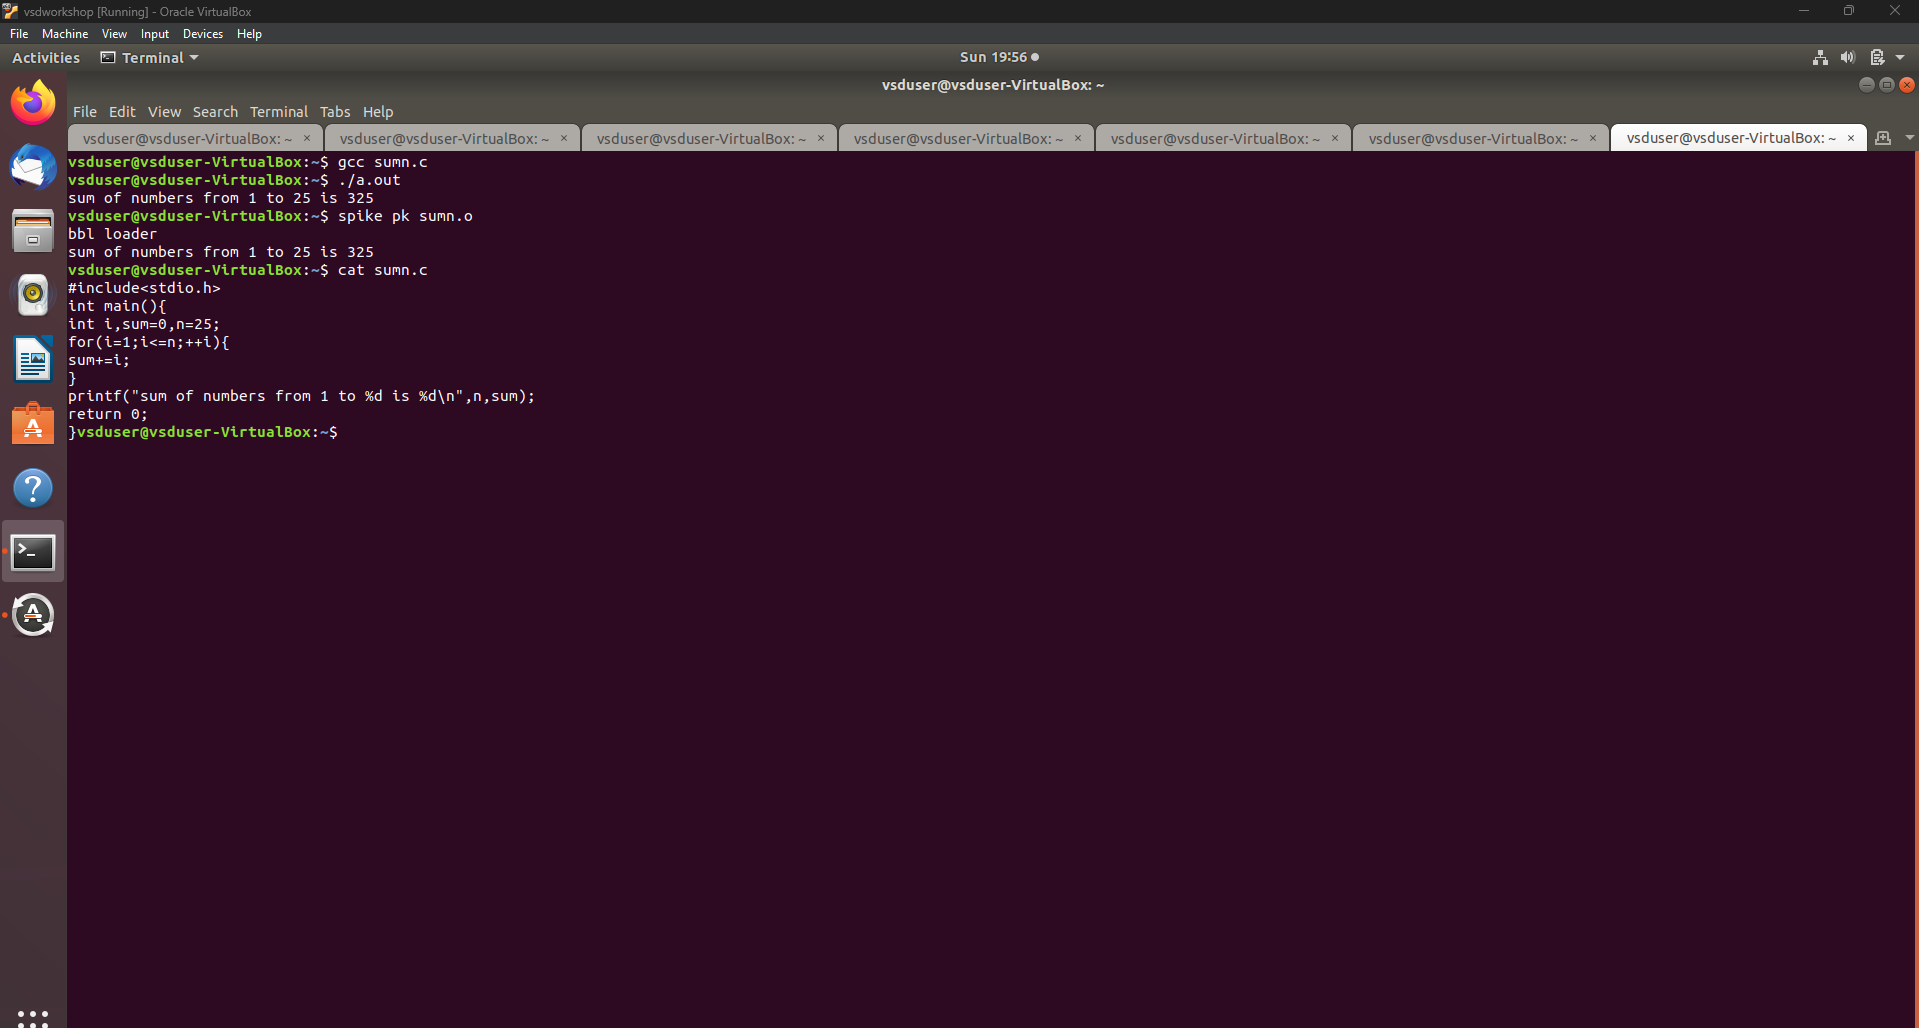 vsdworkshop [Running] - Oracle VirtualBox
File Machine View Input Devices Help
Activities Terminal Sun 19:56
vsduser@vsduser-VirtualBox: ~
File Edit View Search Terminal Tabs Help
vsduser@vsduser-VirtualBox: ~ × vsduser@vsduser-VirtualBox: ~ × vsduser@vsduser-VirtualBox: ~ × vsduser@vsduser-VirtualBox: ~ × vsduser@vsduser-VirtualBox: ~ × vsduser@vsduser-VirtualBox: ~ × vsduser@vsduser-VirtualBox: ~ ×
vsduser@vsduser-VirtualBox:~$ gcc sumn.c
vsduser@vsduser-VirtualBox:~$ ./a.out
sum of numbers from 1 to 25 is 325
vsduser@vsduser-VirtualBox:~$ spike pk sumn.o
bbl loader
sum of numbers from 1 to 25 is 325
vsduser@vsduser-VirtualBox:~$ cat sumn.c
#include<stdio.h>
int main(){
int i,sum=0,n=25;
for(i=1;i<=n;++i){
sum+=i;
}
printf("sum of numbers from 1 to %d is %d\n",n,sum);
return 0;
}vsduser@vsduser-VirtualBox:~$